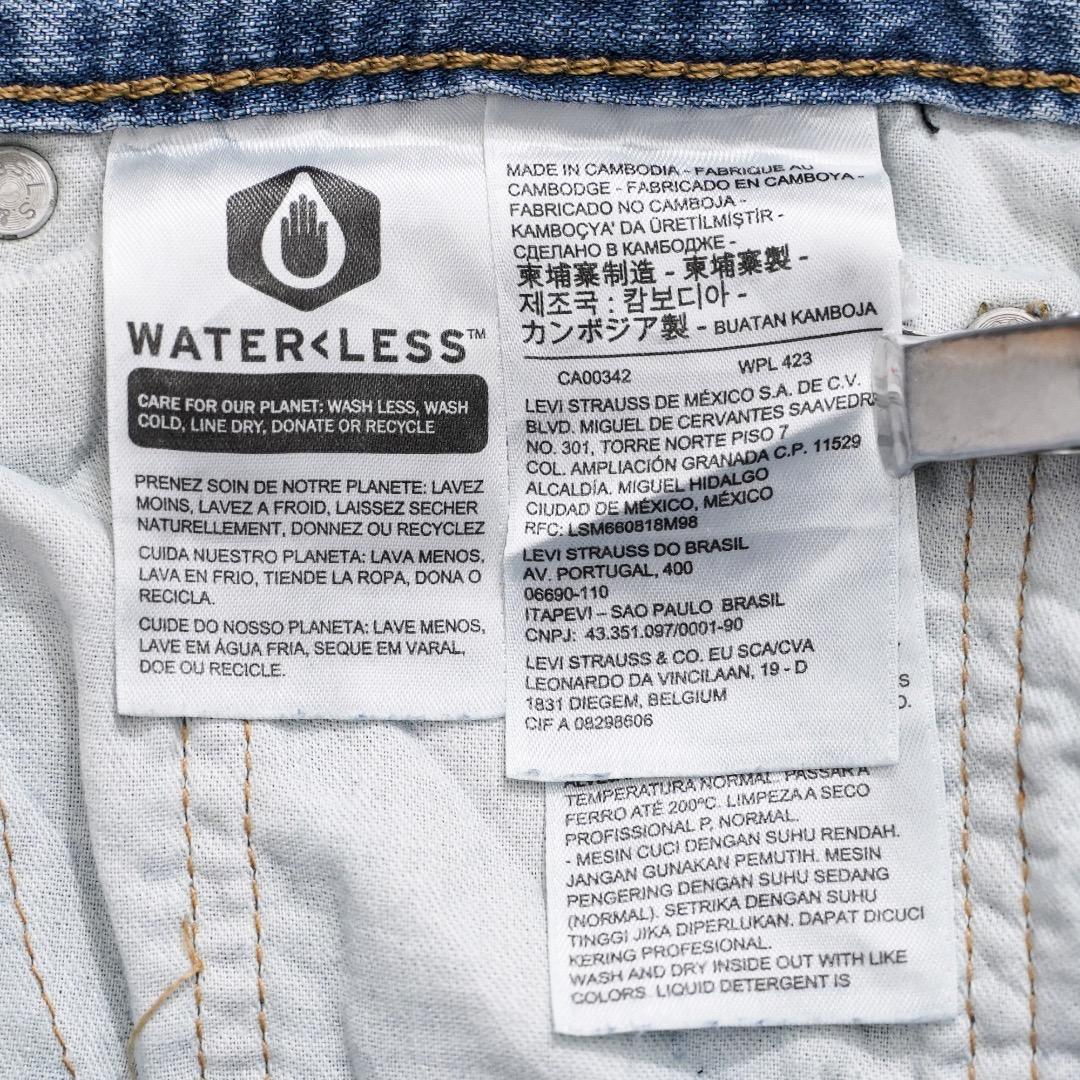 WATER<LESS™
CARE FOR OUR PLANET: WASH LESS, WASH
COLD, LINE DRY, DONATE OR RECYCLE
PRENEZ SOIN DE NOTRE PLANETE: LAVEZ
MOINS, LAVEZ A FROID, LAISSEZ SECHER
NATURELLEMENT, DONNEZ OU RECYCLEZ
CUIDA NUESTRO PLANETA: LAVA MENOS,
LAVA EN FRIO, TIENDE LA ROPA, DONA O
RECICLA.
CUIDE DO NOSSO PLANETA: LAVE MENOS,
LAVE EM ÁGUA FRIA, SEQUE EM VARAL,
DOE OU RECICLE.
MADE IN CAMBODIA - FABRIQUE AU
CAMBODGE - FABRICADO EN CAMBOYA -
FABRICADO NO CAMBOJA -
KAMBOÇYA' DA ÜRETİLMİŞTİR -
СДЕЛАНО В КАМБОДЖЕ -
柬埔寨制造 - 柬埔寨製 -
제조국 : 캄보디아 -
カンボジア製 - BUATAN KAMBOJA
CA00342 WPL 423
LEVI STRAUSS DE MÉXICO S.A. DE C.V.
BLVD. MIGUEL DE CERVANTES SAAVEDR
NO. 301, TORRE NORTE PISO 7
COL. AMPLIACIÓN GRANADA C.P. 11529
ALCALDÍA. MIGUEL HIDALGO
CIUDAD DE MÉXICO, MÉXICO
RFC: LSM660818M98
LEVI STRAUSS DO BRASIL
AV. PORTUGAL, 400
06690-110
ITAPEVI – SAO PAULO BRASIL
CNPJ: 43.351.097/0001-90
LEVI STRAUSS & CO. EU SCA/CVA
LEONARDO DA VINCILAAN, 19 - D
1831 DIEGEM, BELGIUM
CIF A 08298606
TEMPERATURA NORMAL. PASSAR A
FERRO ATÉ 200ºC. LIMPEZA A SECO
PROFISSIONAL P, NORMAL.
- MESIN CUCI DENGAN SUHU RENDAH.
JANGAN GUNAKAN PEMUTIH. MESIN
PENGERING DENGAN SUHU SEDANG
(NORMAL). SETRIKA DENGAN SUHU
TINGGI JIKA DIPERLUKAN. DAPAT DICUCI
KERING PROFESIONAL.
WASH AND DRY INSIDE OUT WITH LIKE
COLORS. LIQUID DETERGENT IS